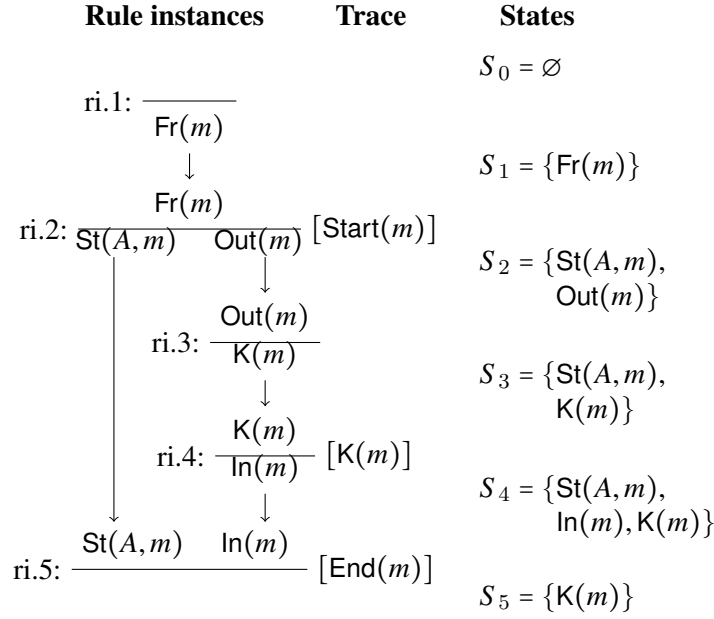 Rule instances Trace States
S₀ = ∅
ri.1:
Fr(m)
S₁ = {Fr(m)}
Fr(m)
ri.2: [Start(m)]
St(A, m) Out(m)
S₂ = {St(A, m),
Out(m)}
Out(m)
ri.3:
K(m)
S₃ = {St(A, m),
K(m)}
K(m)
ri.4: [K(m)]
In(m)
S₄ = {St(A, m),
In(m), K(m)}
St(A, m) In(m)
ri.5: [End(m)]
S₅ = {K(m)}